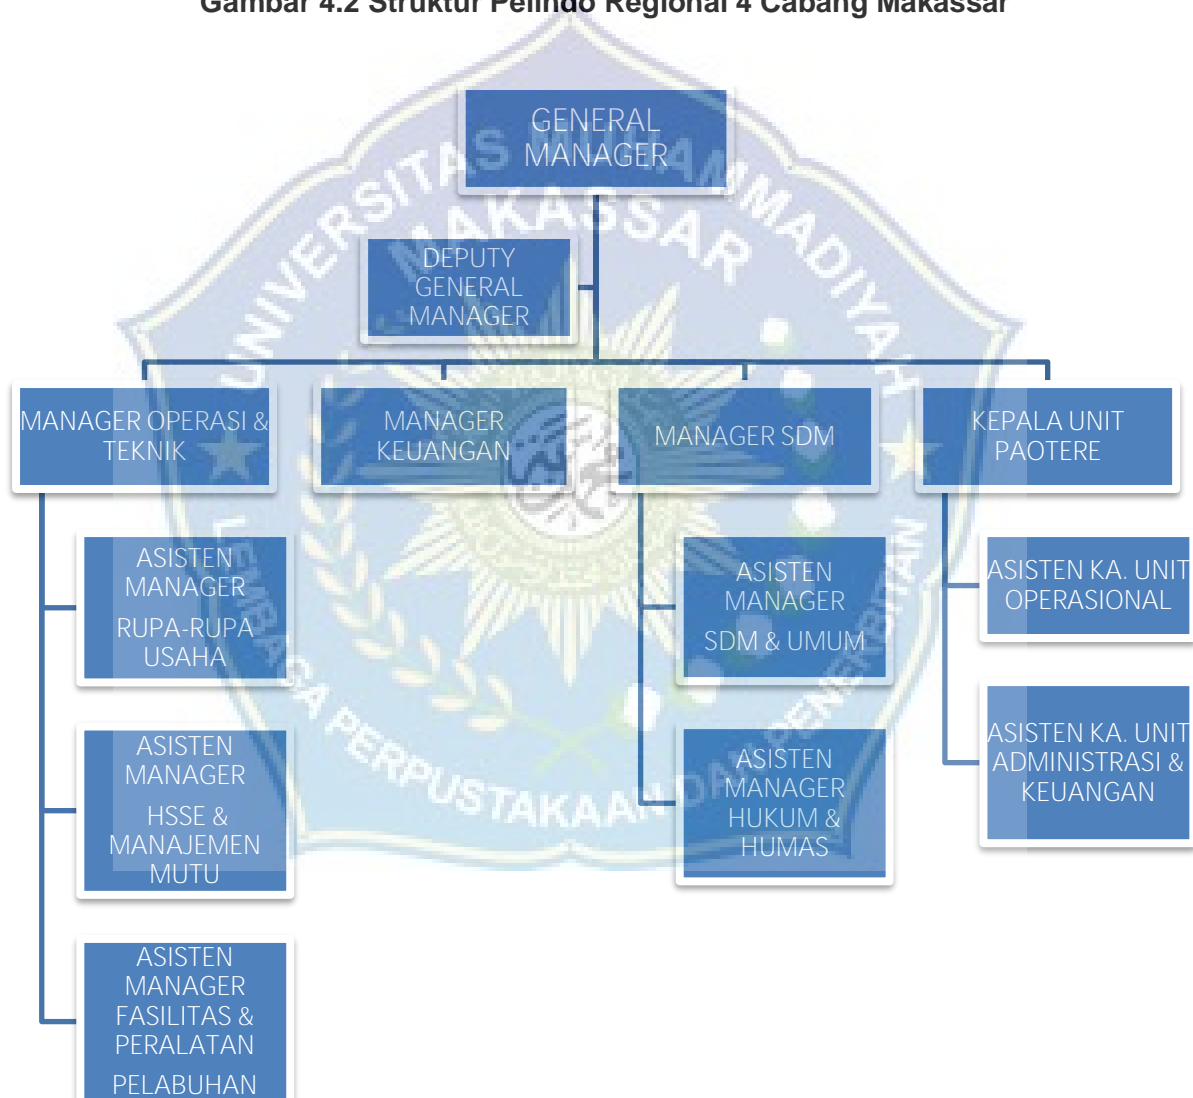 Gambar 4.2 Struktur Pelindo Regional 4 Cabang Makassar
GENERAL
MANAGER
DEPUTY
GENERAL
MANAGER
MANAGER OPERASI &
TEKNIK
MANAGER
KEUANGAN
MANAGER SDM
KEPALA UNIT
PAOTERE
ASISTEN
MANAGER
RUPA-RUPA
USAHA
ASISTEN
MANAGER
HSSE &
MANAJEMEN
MUTU
ASISTEN
MANAGER
FASILITAS &
PERALATAN
PELABUHAN
ASISTEN
MANAGER
SDM & UMUM
ASISTEN
MANAGER
HUKUM &
HUMAS
ASISTEN KA. UNIT
OPERASIONAL
ASISTEN KA. UNIT
ADMINISTRASI &
KEUANGAN
UNIVERSITAS MUHAMMADIYAH
MAKASSAR
LEMBAGA PERPUSTAKAAN DAN PENERBITAN